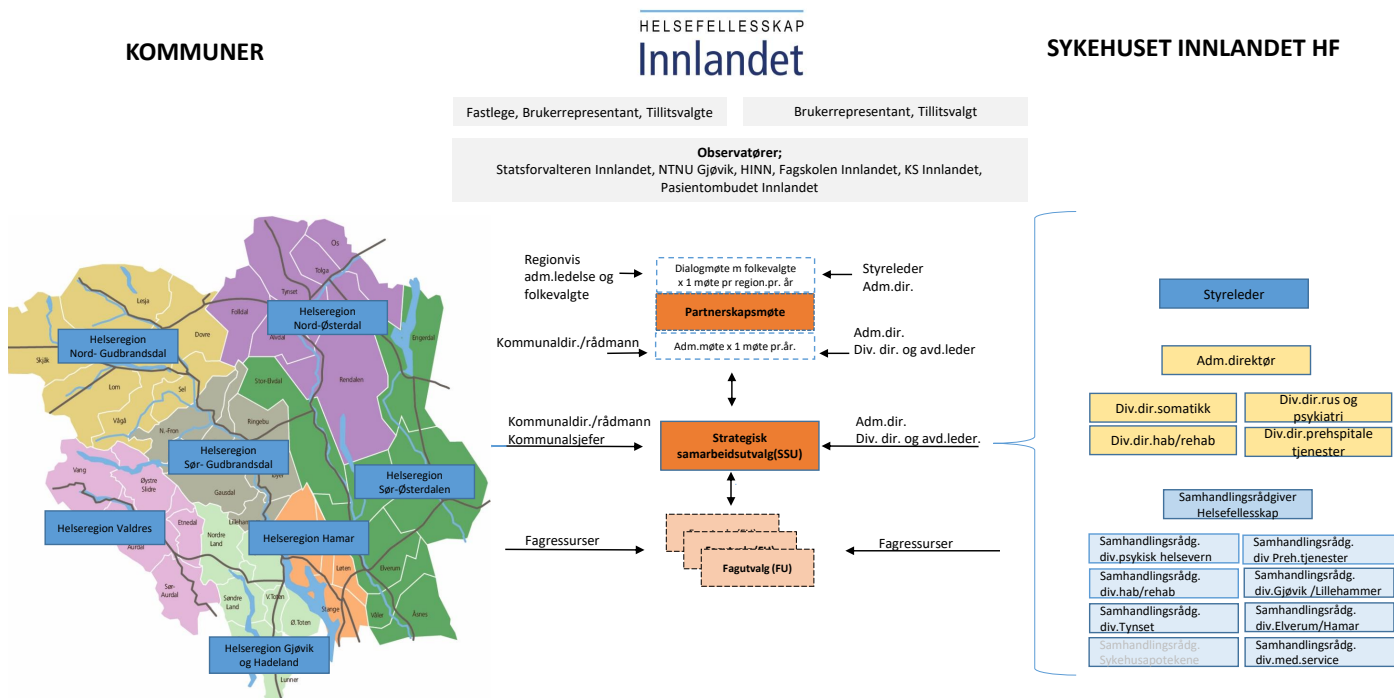 KOMMUNER
HELSEFELLESSKAP
Innlandet
SYKEHUSET INNLANDET HF
Fastlege, Brukerrepresentant, Tillitsvalgte
Brukerrepresentant, Tillitsvalgt
Observatører;
Statsforvalteren Innlandet, NTNU Gjøvik, HINN, Fagskolen Innlandet, KS Innlandet,
Pasientombudet Innlandet
Os
Tolga
Tynset
Folldal
Alvdal
Engerdal
Rendalen
Lesja
Dovre
Skjåk
Lom
Sel
Vågå
N.-Fron
Ringebu
Stor-Elvdal
Øyer
Gausdal
Vang
Øystre
Slidre
Etnedal
Aurdal
Sør-
Aurdal
Nordre
Land
Søndre
Land
V.Toten
Ø.Toten
Lunner
Løten
Stange
Elverum
Våler
Åsnes
Helseregion
Nord-Østerdal
Helseregion
Nord- Gudbrandsdal
Helseregion
Sør- Gudbrandsdal
Helseregion
Sør-Østerdalen
Helseregion Valdres
Helseregion Hamar
Helseregion Gjøvik
og Hadeland
Regionvis
adm.ledelse og
folkevalgte
Dialogmøte m folkevalgte
x 1 møte pr region.pr. år
Styreleder
Adm.dir.
Partnerskapsmøte
Kommunaldir./rådmann
Adm.møte x 1 møte pr.år.
Adm.dir.
Div. dir. og avd.leder
Kommunaldir./rådmann
Kommunalsjefer
Strategisk
samarbeidsutvalg(SSU)
Adm.dir.
Div. dir. og avd.leder.
Fagressurser
Fagutvalg (FU)
Fagressurser
Styreleder
Adm.direktør
Div.dir.somatikk
Div.dir.rus og
psykiatri
Div.dir.hab/rehab
Div.dir.prehspitale
tjenester
Samhandlingsrådgiver
Helsefellesskap
Samhandlingsrådg.
div.psykisk helsevern
Samhandlingsrådg.
div Preh.tjenester
Samhandlingsrådg.
div.hab/rehab
Samhandlingsrådg.
div.Gjøvik /Lillehammer
Samhandlingsrådg.
div.Tynset
Samhandlingsrådg.
div.Elverum/Hamar
Samhandlingsrådg.
Sykehusapotekene
Samhandlingsrådg.
div.med.service